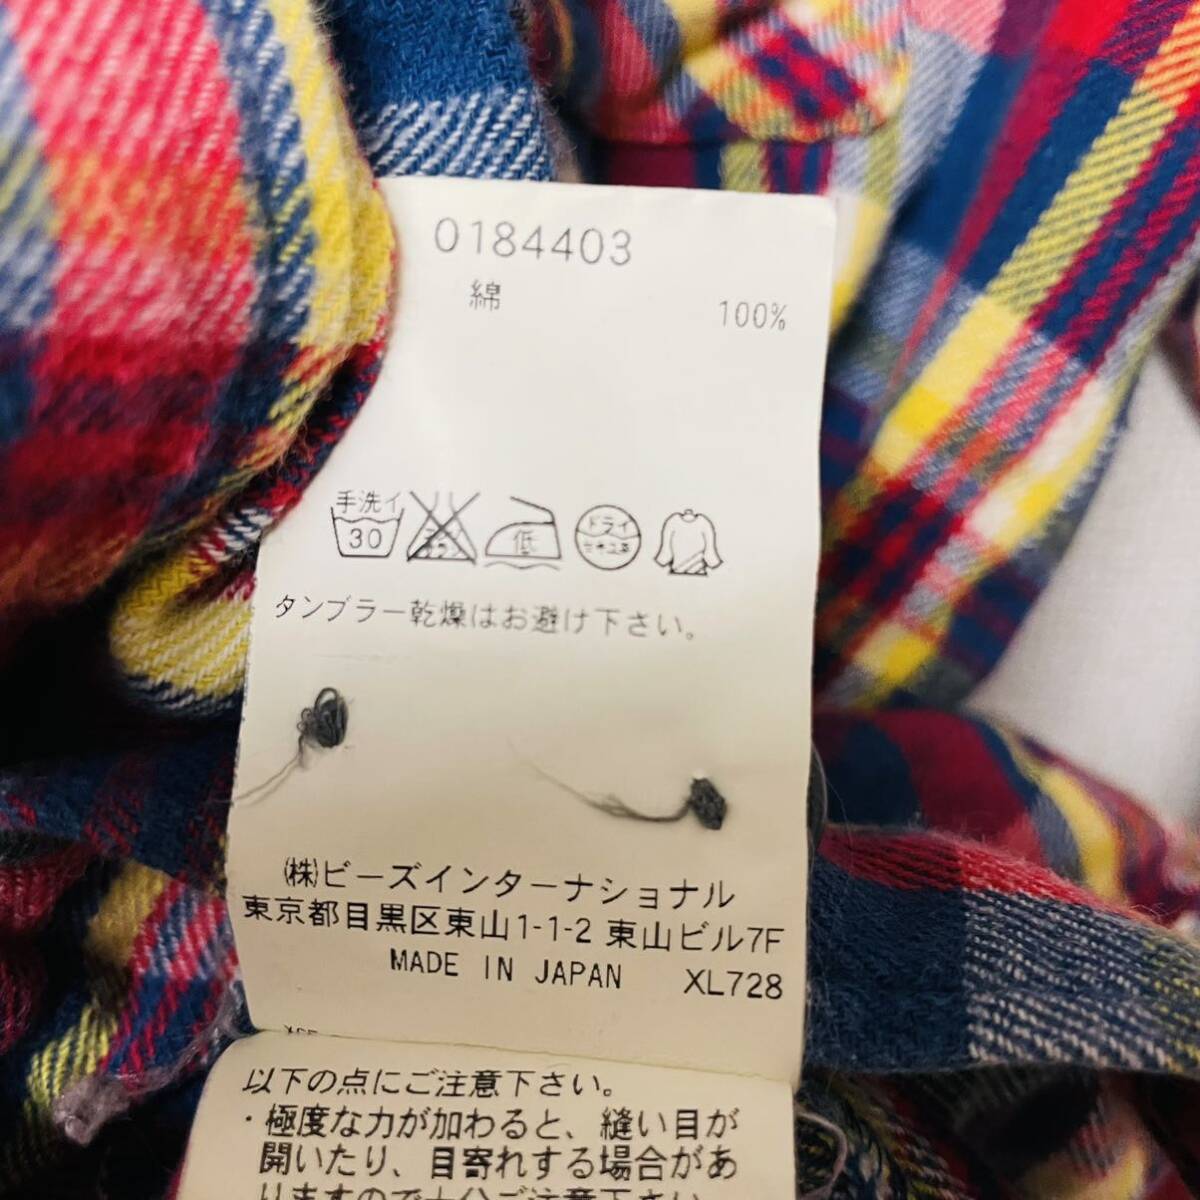 0184403
綿 100%
手洗イ
30
低
ドライ
タンブラー乾燥はお避け下さい。
㈱ビーズインターナショナル
東京都目黒区東山1-1-2 東山ビル7F
MADE IN JAPAN XL728
以下の点にご注意下さい。
・極度な力が加わると、縫い目が
開いたり、目寄れする場合があ
りますので十分ご注意下さい